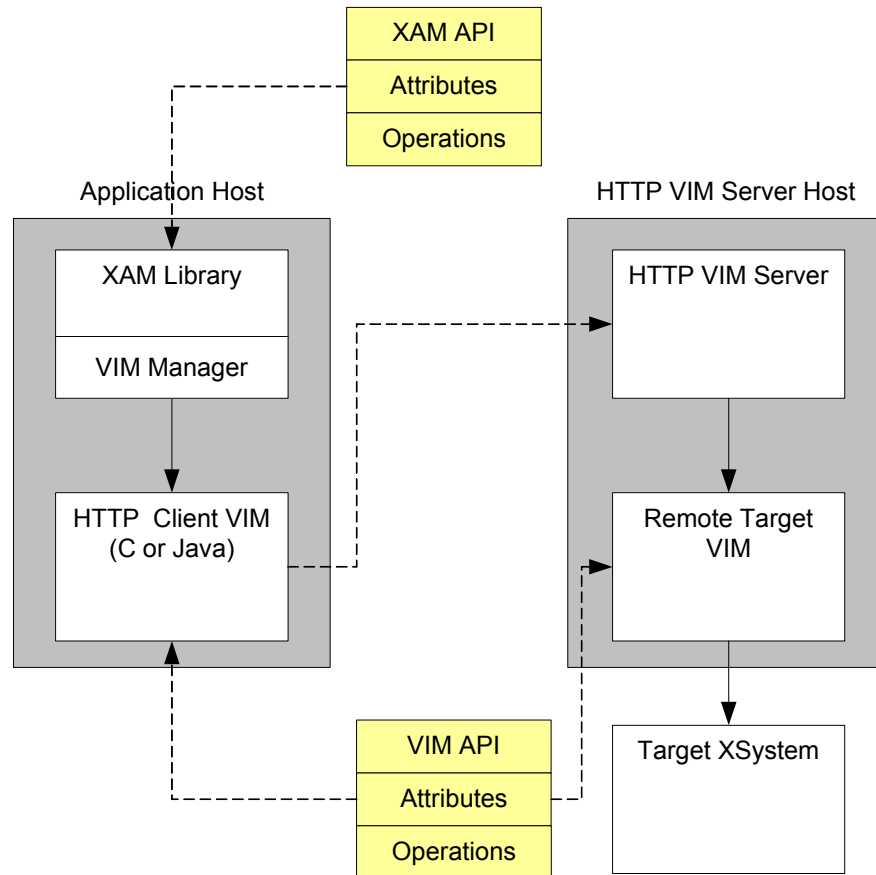 XAM API
Attributes
Operations
Application Host
HTTP VIM Server Host
XAM Library
VIM Manager
HTTP VIM Server
HTTP Client VIM
(C or Java)
Remote Target
VIM
VIM API
Attributes
Operations
Target XSystem